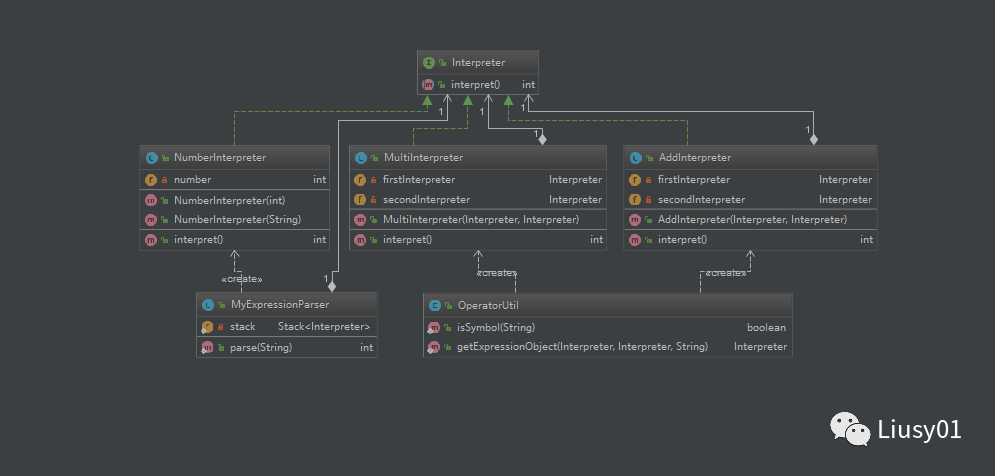 Interpreter
interpret() int
1 1 1
1 1
NumberInterpreter
number int
NumberInterpreter(int)
NumberInterpreter(String)
interpret() int
MultiInterpreter
firstInterpreter Interpreter
secondInterpreter Interpreter
MultiInterpreter(Interpreter, Interpreter)
interpret() int
AddInterpreter
firstInterpreter Interpreter
secondInterpreter Interpreter
AddInterpreter(Interpreter, Interpreter)
interpret() int
«create»
1
«create»
«create»
MyExpressionParser
stack Stack<Interpreter>
parse(String) int
OperatorUtil
isSymbol(String) boolean
getExpressionObject(Interpreter, Interpreter, String) Interpreter
Liusy01